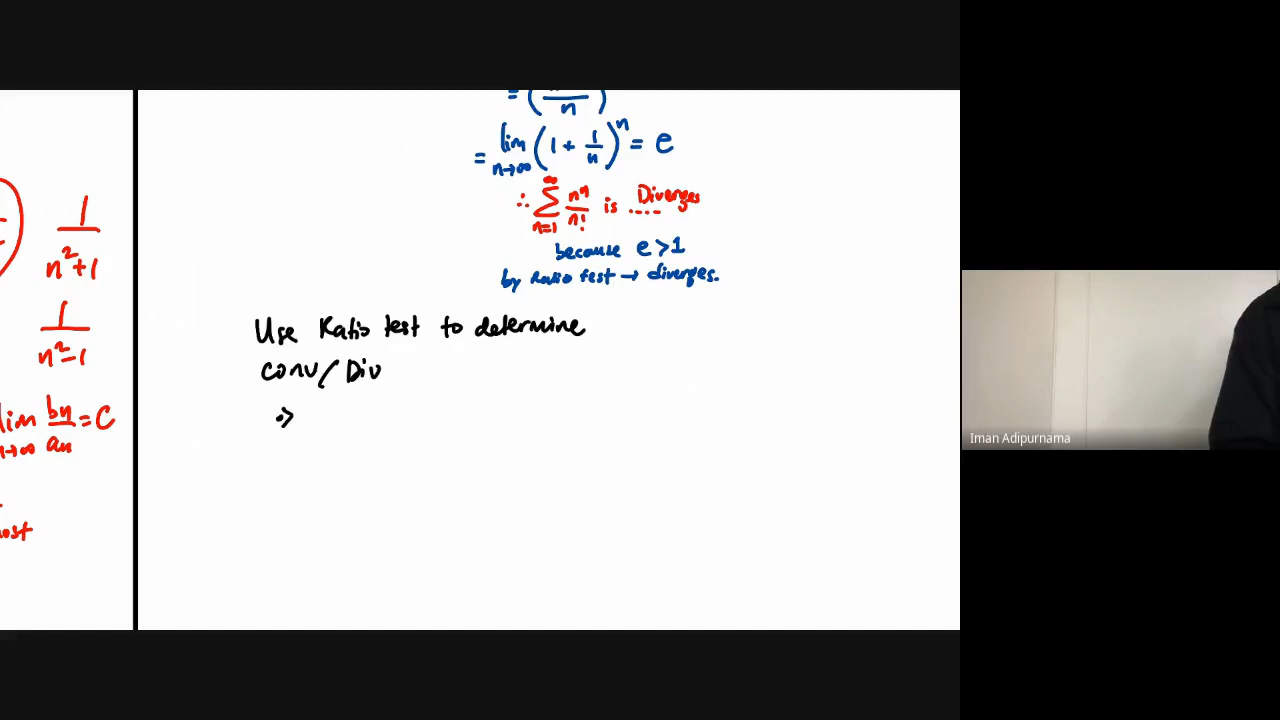 1
n²+1
1
n²-1
lim bn/an = C
n→∞
= ( /n)
= lim n→∞ (1 + 1/n)ⁿ = e
∴ ∑ n=1 ∞ nⁿ/n! is Diverges
....
because e > 1
by Ratio test → diverges.
Use Ratio test to determine
conv/Div
⇒
Iman Adipurnama